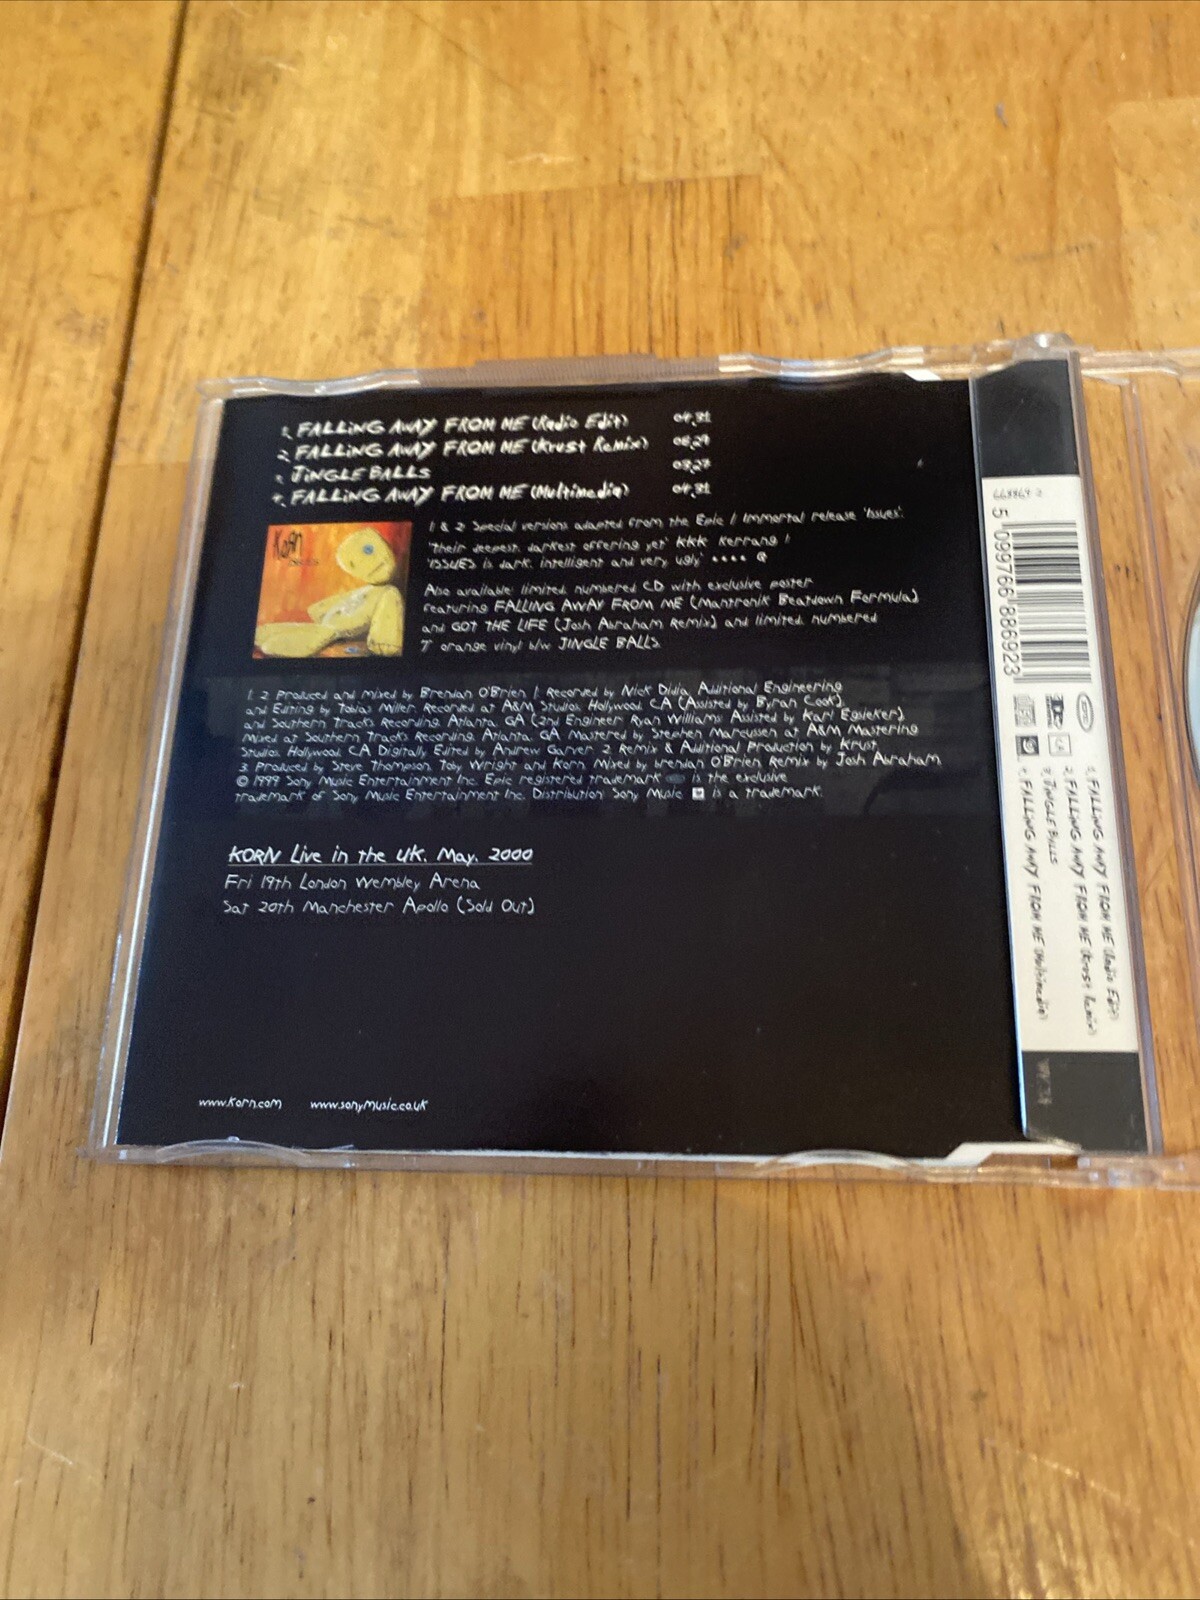 1. FALLING AWAY FROM ME (Radio Edit) 04.31
2. FALLING AWAY FROM ME (Krust Remix) 06.29
3. JINGLE BALLS 03.27
4. FALLING AWAY FROM ME (Multimedia) 04.31
KoRn
issues
1 & 2 Special versions adapted from the Epic / Immortal release 'Issues'.
'Their deepest, darkest offering yet' KKK Kerrang!
'ISSUES is dark, intelligent and very ugly' •••• Q
Also available limited numbered CD with exclusive poster
featuring FALLING AWAY FROM ME (Mantronik Beatdown Formula)
and GOT THE LIFE (Josh Abraham Remix) and limited numbered
7" orange vinyl b/w JINGLE BALLS
1, 2 Produced and mixed by Brendan O'Brien / Recorded by Nick Didia, Additional Engineering
and Editing by Tobias Miller. Recorded at A&M Studios, Hollywood, CA (Assisted by Byran Cook),
and Southern Tracks Recording, Atlanta, GA (2nd Engineer Ryan Williams Assisted by Karl Egsieker)
Mixed at Southern Tracks Recording, Atlanta, GA Mastered by Stephen Marcussen at A&M Mastering
Studios, Hollywood, CA Digitally Edited by Andrew Garver 2 Remix & Additional Production by Krust
3 Produced by Steve Thompson, Toby Wright and Korn Mixed by Brendan O'Brien Remix by Josh Abraham
© 1999 Sony Music Entertainment Inc. Epic registered trademark is the exclusive
trademark of Sony Music Entertainment Inc. Distribution Sony Music is a trademark.
KORN Live in the UK. May. 2000
Fri 19th London Wembley Arena
Sat 20th Manchester Apollo (Sold Out)
www.korn.com www.sonymusic.co.uk
668869 2
5 099766 886923
1. FALLING AWAY FROM ME (Radio Edit)
2. FALLING AWAY FROM ME (Krust Remix)
3. JINGLE BALLS
4. FALLING AWAY FROM ME (Multimedia)